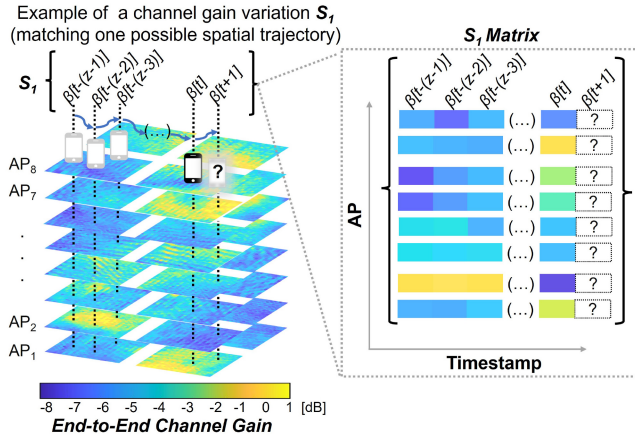 Example of a channel gain variation S₁
(matching one possible spatial trajectory)
S₁
β[t-(z-1)]
β[t-(z-2)]
β[t-(z-3)]
β[t]
β[t+1]
(...)
?
AP₈
AP₇
.
.
.
AP₂
AP₁
-8 -7 -6 -5 -4 -3 -2 -1 0 1 [dB]
End-to-End Channel Gain
S₁ Matrix
β[t-(z-1)]
β[t-(z-2)]
β[t-(z-3)]
β[t]
β[t+1]
(...) ?
(...) ?
(...) ?
(...) ?
(...) ?
(...) ?
(...) ?
(...) ?
AP
Timestamp